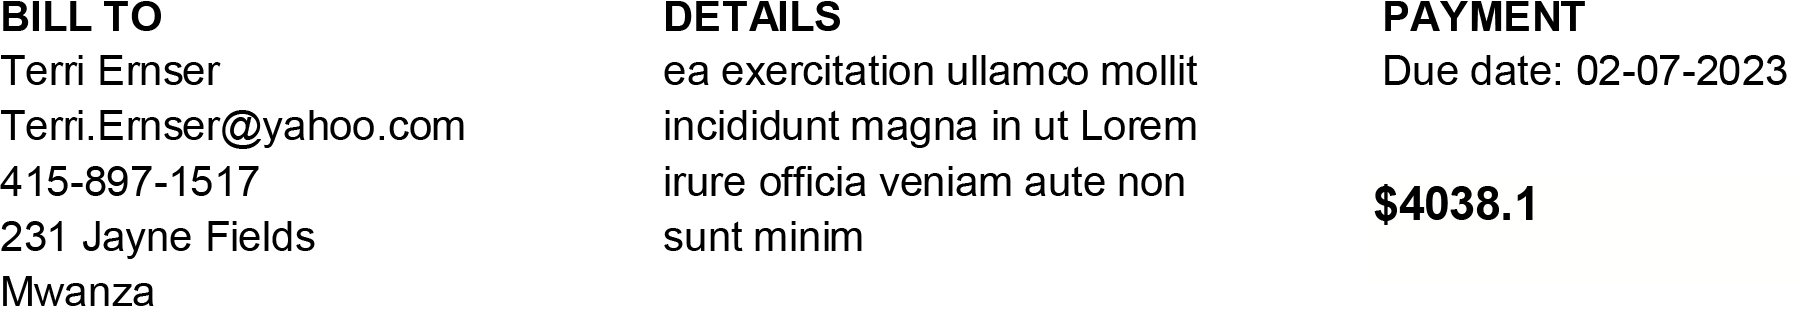 BILL TO
Terri Ernser
Terri.Ernser@yahoo.com
415-897-1517
231 Jayne Fields
Mwanza
DETAILS
ea exercitation ullamco mollit
incididunt magna in ut Lorem
irure officia veniam aute non
sunt minim
PAYMENT
Due date: 02-07-2023
$4038.1